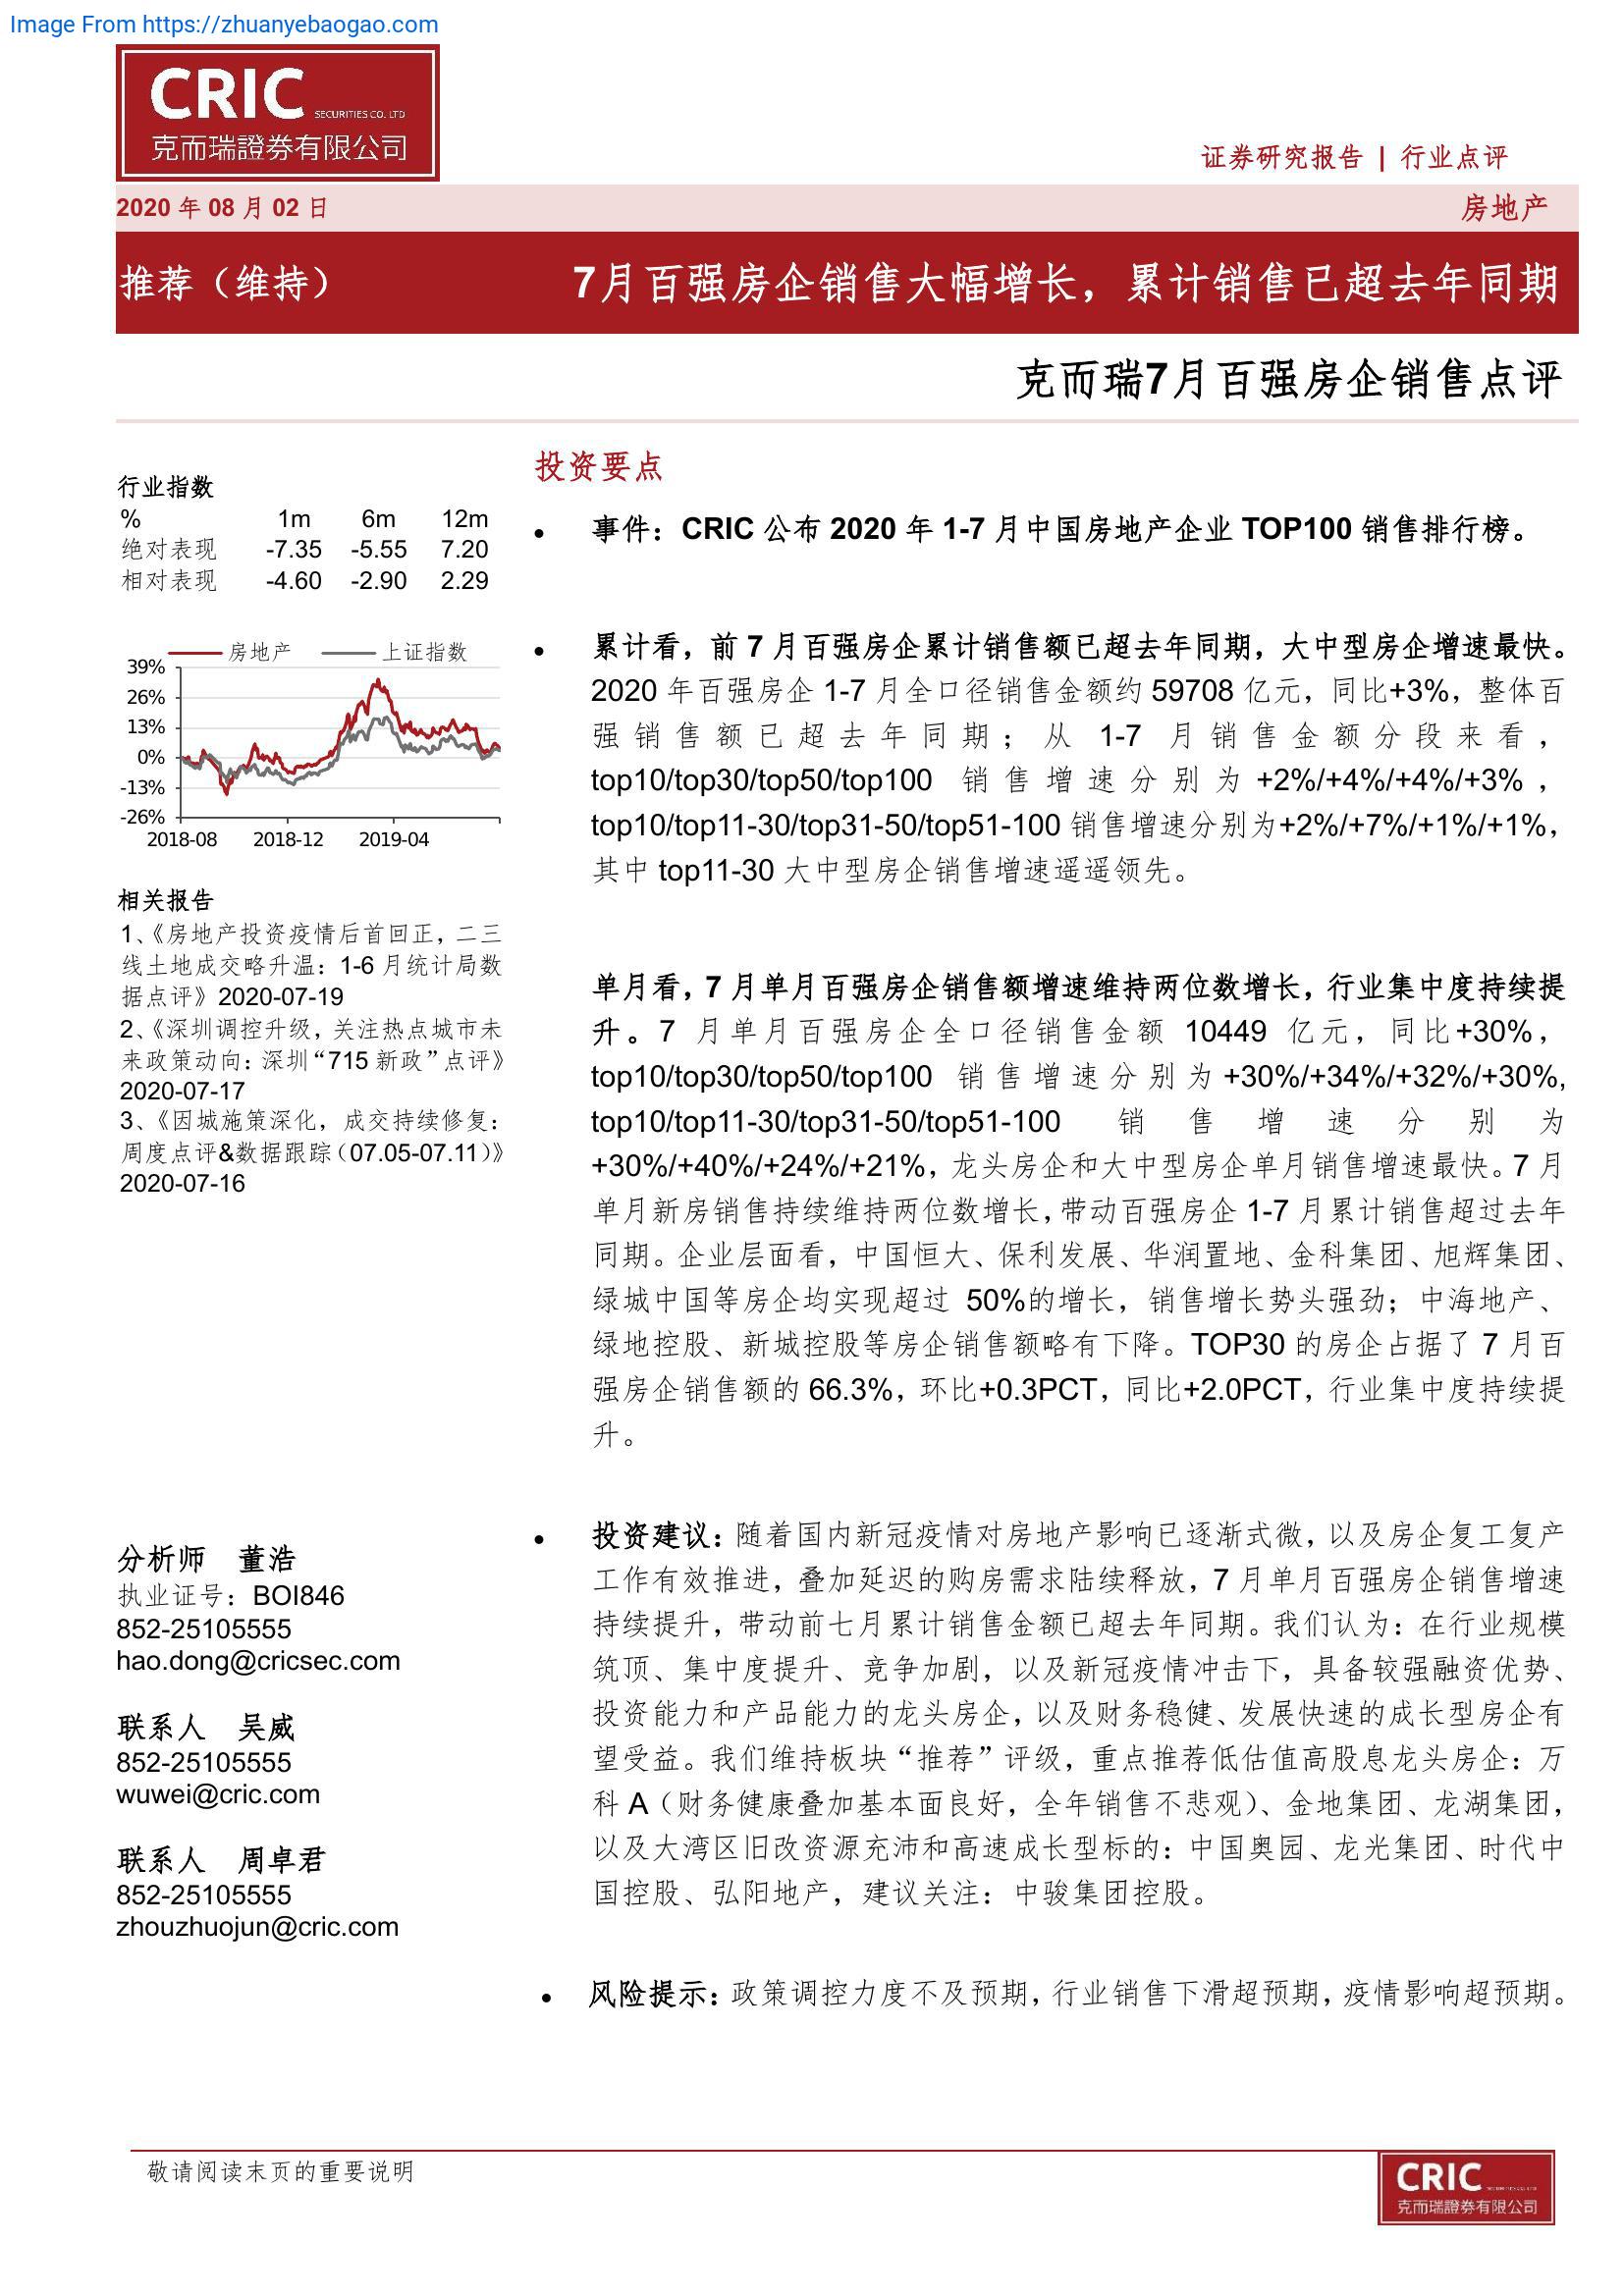 Image From https://zhuanyebaogao.com
CRIC
SECURITIES CO. LTD
克而瑞證券有限公司
证券研究报告 | 行业点评
2020 年 08 月 02 日
房地产
推荐（维持）
7月百强房企销售大幅增长，累计销售已超去年同期
克而瑞7月百强房企销售点评
行业指数
% 1m 6m 12m
绝对表现 -7.35 -5.55 7.20
相对表现 -4.60 -2.90 2.29
房地产 上证指数
39%
26%
13%
0%
-13%
-26%
2018-08 2018-12 2019-04
相关报告
1、《房地产投资疫情后首回正，二三
线土地成交略升温：1-6 月统计局数
据点评》2020-07-19
2、《深圳调控升级，关注热点城市未
来政策动向：深圳“715 新政”点评》
2020-07-17
3、《因城施策深化，成交持续修复：
周度点评&数据跟踪（07.05-07.11）》
2020-07-16
分析师 董浩
执业证号：BOI846
852-25105555
hao.dong@cricsec.com
联系人 吴威
852-25105555
wuwei@cric.com
联系人 周卓君
852-25105555
zhouzhuojun@cric.com
投资要点
● 事件：CRIC 公布 2020 年 1-7 月中国房地产企业 TOP100 销售排行榜。
● 累计看，前 7 月百强房企累计销售额已超去年同期，大中型房企增速最快。
2020 年百强房企 1-7 月全口径销售金额约 59708 亿元，同比+3%，整体百
强销售额已超去年同期；从 1-7 月销售金额分段来看，
top10/top30/top50/top100 销售增速分别为+2%/+4%/+4%/+3%，
top10/top11-30/top31-50/top51-100 销售增速分别为+2%/+7%/+1%/+1%，
其中 top11-30 大中型房企销售增速遥遥领先。
单月看，7 月单月百强房企销售额增速维持两位数增长，行业集中度持续提
升。7 月单月百强房企全口径销售金额 10449 亿元，同比+30%，
top10/top30/top50/top100 销售增速分别为+30%/+34%/+32%/+30%,
top10/top11-30/top31-50/top51-100 销售增速分别为
+30%/+40%/+24%/+21%，龙头房企和大中型房企单月销售增速最快。7 月
单月新房销售持续维持两位数增长，带动百强房企 1-7 月累计销售超过去年
同期。企业层面看，中国恒大、保利发展、华润置地、金科集团、旭辉集团、
绿城中国等房企均实现超过 50%的增长，销售增长势头强劲；中海地产、
绿地控股、新城控股等房企销售额略有下降。TOP30 的房企占据了 7 月百
强房企销售额的 66.3%，环比+0.3PCT，同比+2.0PCT，行业集中度持续提
升。
● 投资建议：随着国内新冠疫情对房地产影响已逐渐式微，以及房企复工复产
工作有效推进，叠加延迟的购房需求陆续释放，7 月单月百强房企销售增速
持续提升，带动前七月累计销售金额已超去年同期。我们认为：在行业规模
筑顶、集中度提升、竞争加剧，以及新冠疫情冲击下，具备较强融资优势、
投资能力和产品能力的龙头房企，以及财务稳健、发展快速的成长型房企有
望受益。我们维持板块“推荐”评级，重点推荐低估值高股息龙头房企：万
科 A（财务健康叠加基本面良好，全年销售不悲观）、金地集团、龙湖集团，
以及大湾区旧改资源充沛和高速成长型标的：中国奥园、龙光集团、时代中
国控股、弘阳地产，建议关注：中骏集团控股。
● 风险提示：政策调控力度不及预期，行业销售下滑超预期，疫情影响超预期。
敬请阅读末页的重要说明
CRIC
克而瑞證券有限公司